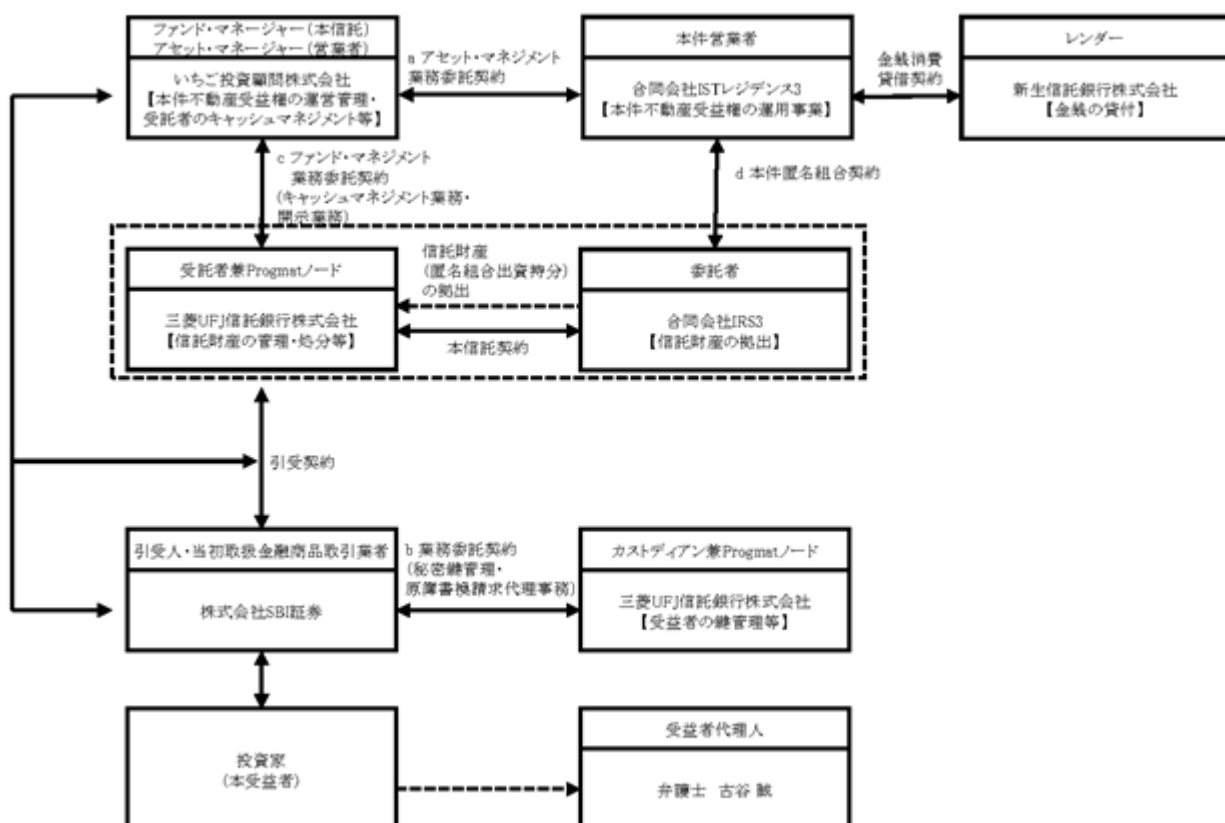 ファンド・マネージャー(本信託)
アセット・マネージャー(営業者)
いちご投資顧問株式会社
【本件不動産受益権の運営管理・
受託者のキャッシュマネジメント等】
a アセット・マネジメント
業務委託契約
本件営業者
合同会社ISTレジデンス3
【本件不動産受益権の運用事業】
金銭消費
貸借契約
レンダー
新生信託銀行株式会社
【金銭の貸付】
c ファンド・マネジメント
業務委託契約
(キャッシュマネジメント業務・
開示業務)
d 本件匿名組合契約
受託者兼Progmatノード
三菱UFJ信託銀行株式会社
【信託財産の管理・処分等】
信託財産
(匿名組合出資持分)
の拠出
本信託契約
委託者
合同会社IRS3
【信託財産の拠出】
引受契約
引受人・当初取扱金融商品取引業者
株式会社SBI証券
b 業務委託契約
(秘密鍵管理・
原簿書換請求代理事務)
カストディアン兼Progmatノード
三菱UFJ信託銀行株式会社
【受益者の鍵管理等】
投資家
(本受益者)
受益者代理人
弁護士 古谷 誠